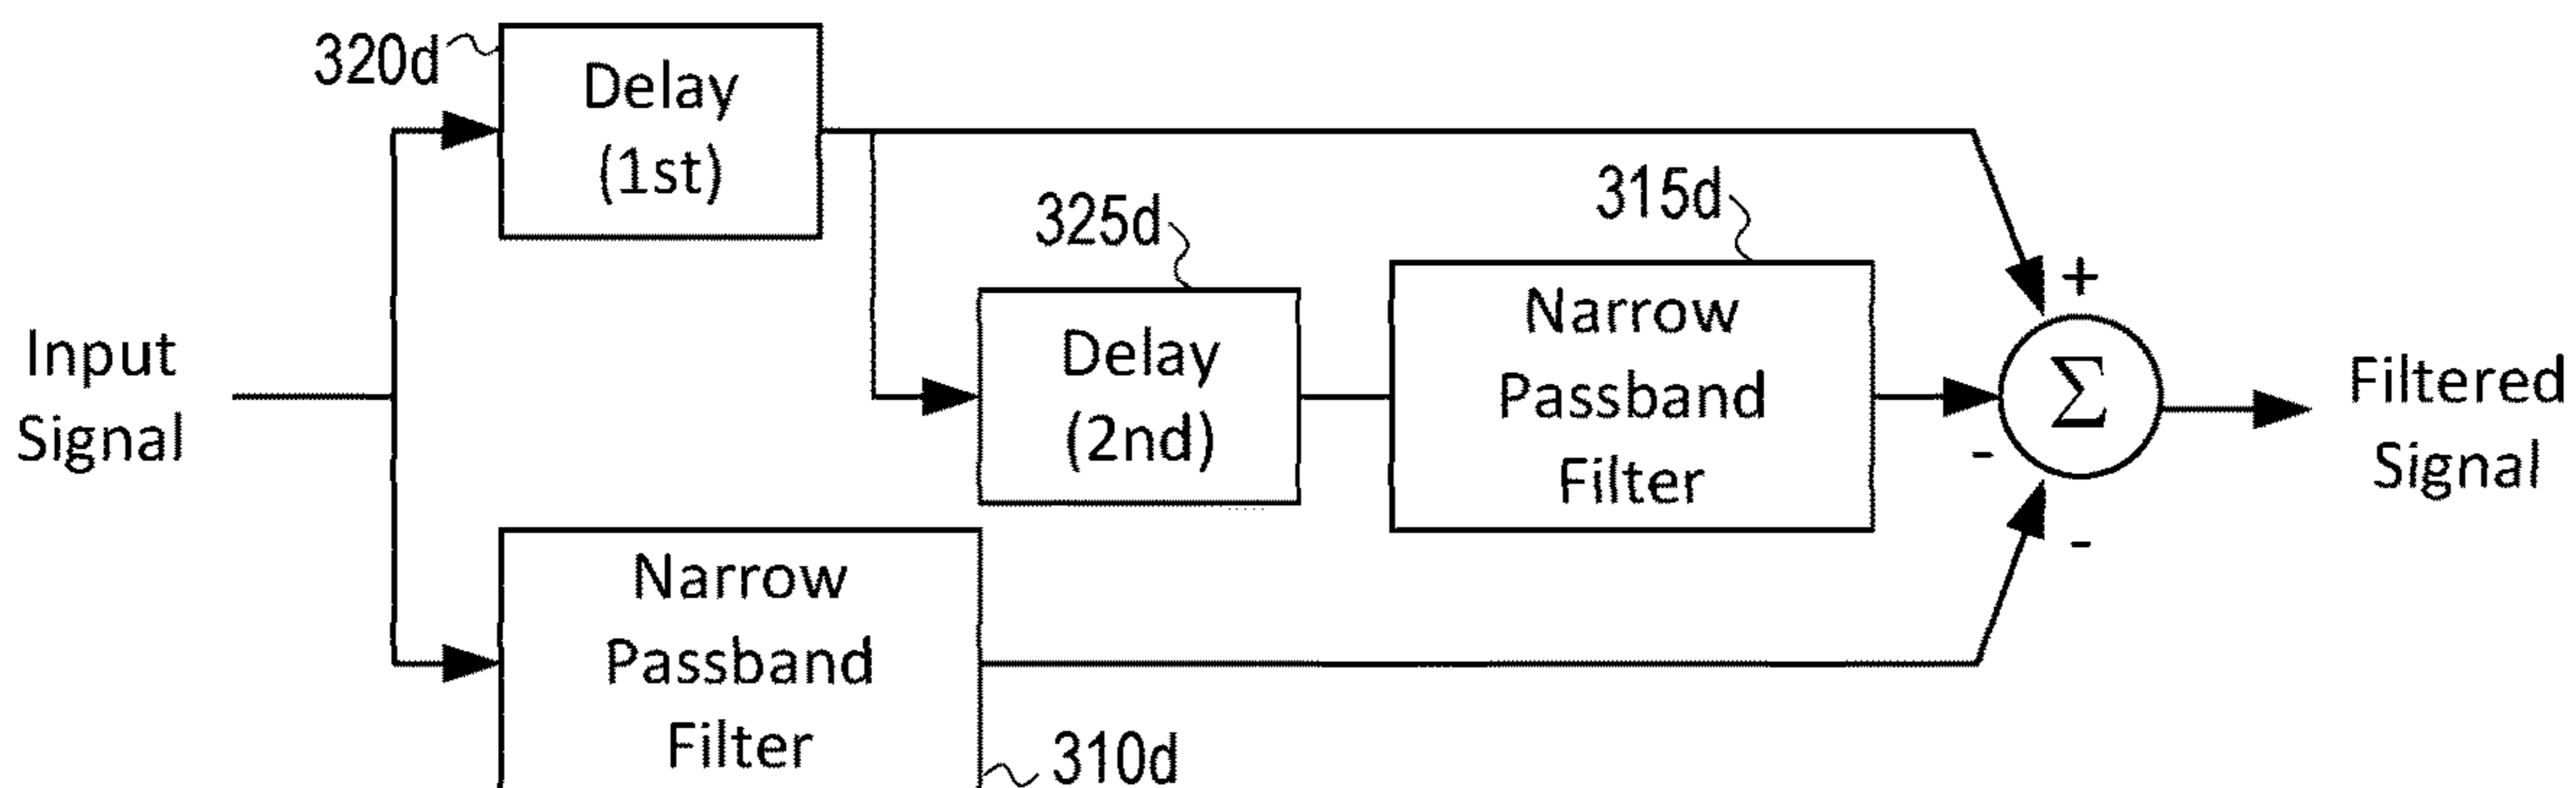 320d
Delay
(1st)
325d
315d
Input
Signal
Delay
(2nd)
Narrow
Passband
Filter
+
Σ
-
-
Filtered
Signal
Narrow
Passband
Filter
310d